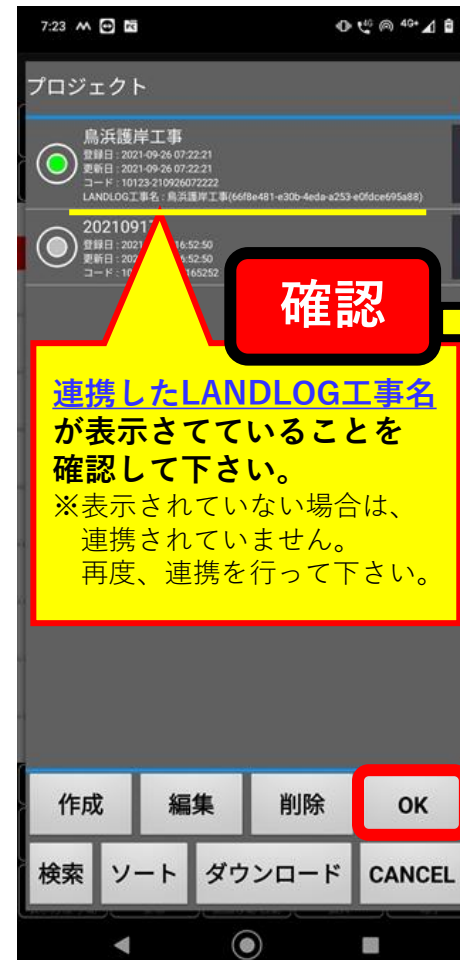 7:23
4G 4G+
プロジェクト
鳥浜護岸工事
登録日 : 2021-09-26 07:22:21
更新日 : 2021-09-26 07:22:21
コード : 10123-210926072222
LANDLOG工事名 : 鳥浜護岸工事(66f8e481-e30b-4eda-a253-e0fdce695a88)
2021091
登録日 : 202 6:52:50
更新日 : 202 :52:50
コード : 10 165252
確認
連携したLANDLOG工事名
が表示さてていることを
確認して下さい。
※表示されていない場合は、
連携されていません。
再度、連携を行って下さい。
作成 編集 削除 OK
検索 ソート ダウンロード CANCEL